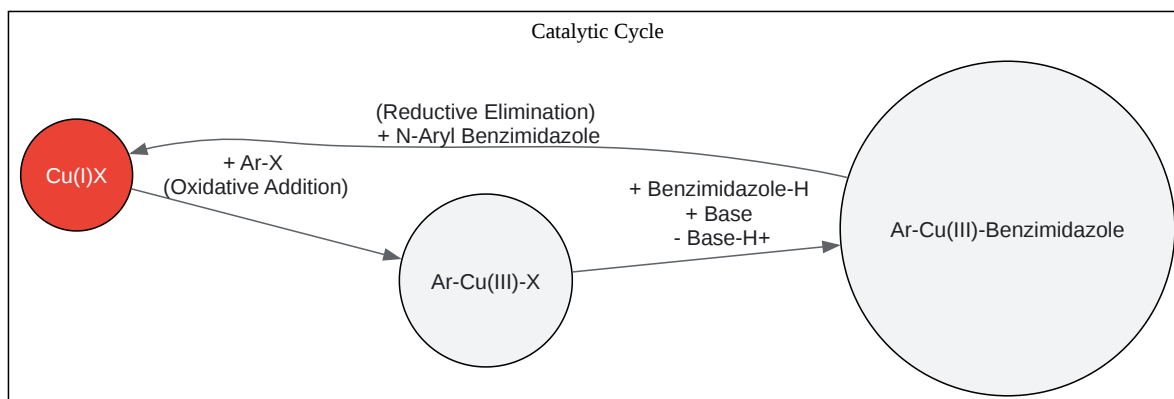 Catalytic Cycle
(Reductive Elimination)
+ N-Aryl Benzimidazole
Cu(I)X
+ Ar-X
(Oxidative Addition)
Ar-Cu(III)-X
+ Benzimidazole-H
+ Base
- Base-H+
Ar-Cu(III)-Benzimidazole